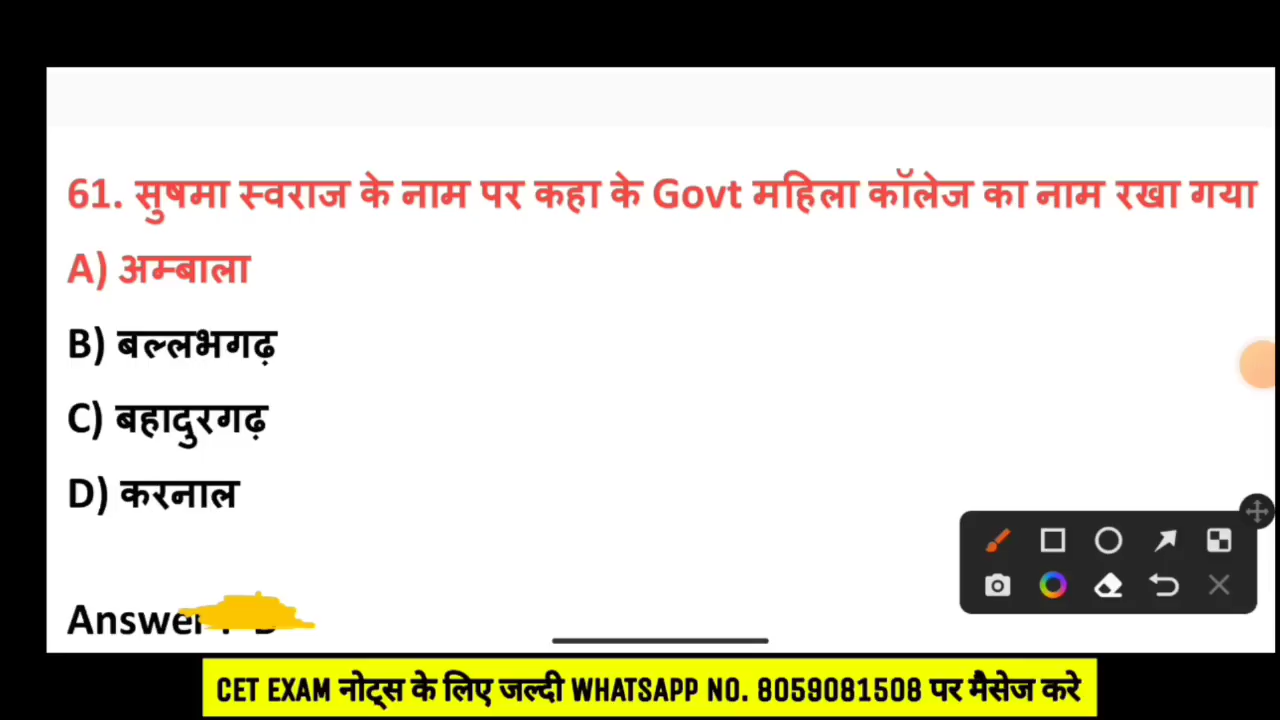 61. सुषमा स्वराज के नाम पर कहा के Govt महिला कॉलेज का नाम रखा गया
A) अम्बाला
B) बल्लभगढ़
C) बहादुरगढ़
D) करनाल
Answer
CET EXAM नोट्स के लिए जल्दी WHATSAPP NO. 8059081508 पर मैसेज करे